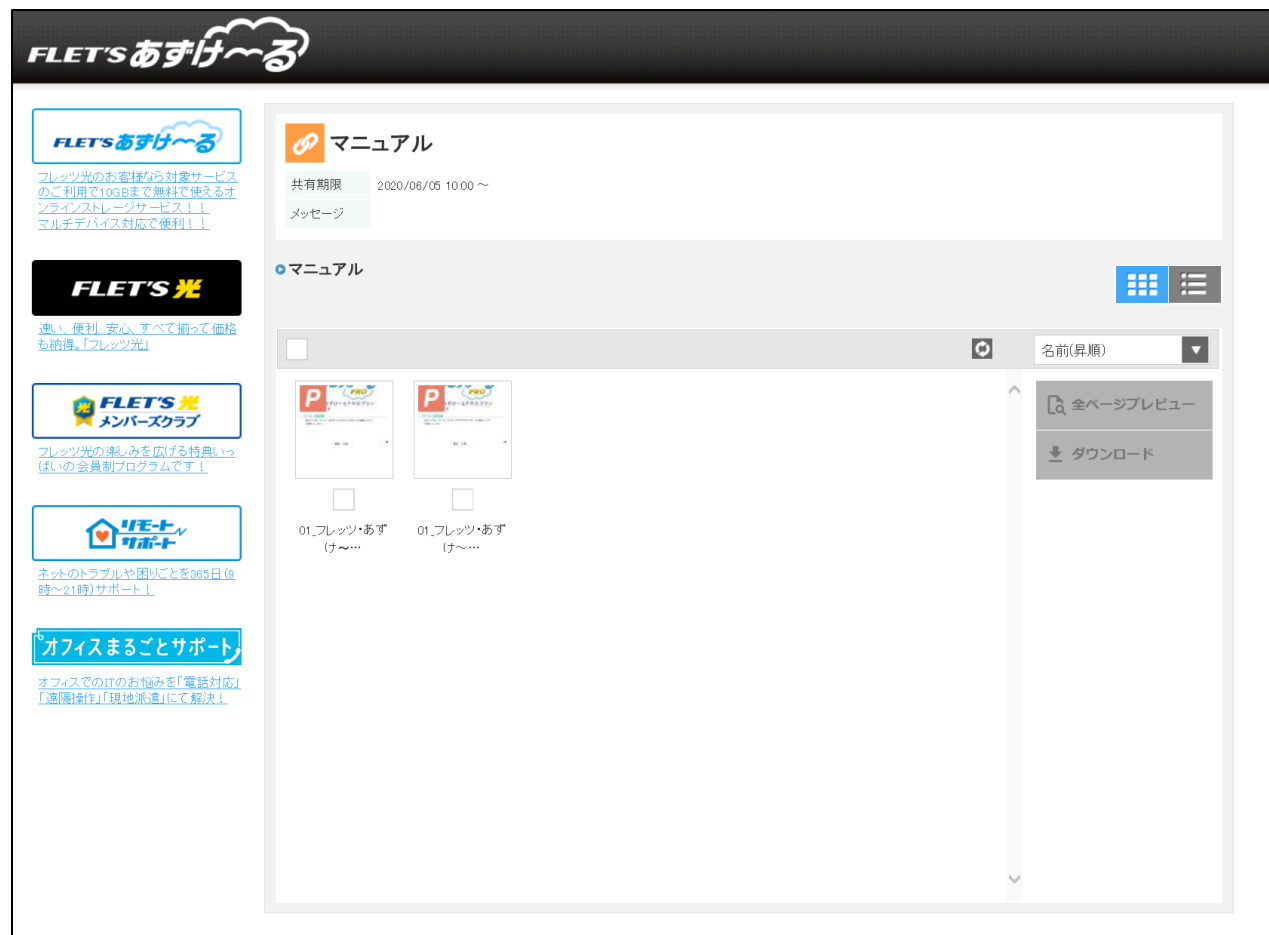 FLET'S あずけ～る
FLET'S あずけ～る
フレッツ光のお客様なら対象サービス
のご利用で10GBまで無料で使えるオ
ンラインストレージサービス！！
マルチデバイス対応で便利！！
FLET'S 光
速い、便利、安心、すべて揃って価格
も納得。「フレッツ光」
FLET'S 光
メンバーズクラブ
フレッツ光の楽しみを広げる特典いっ
ぱいの会員制プログラムです！
リモート
サポート
ネットのトラブルや困りごとを365日(9
時～21時)サポート！
オフィスまるごとサポート
オフィスでのITのお悩みを「電話対応」
「遠隔操作」「現地派遣」にて解決！
マニュアル
共有期限 2020/06/05 10:00 ～
メッセージ
マニュアル
名前(昇順)
P PRO
P PRO
01_フレッツ・あず
け～…
01_フレッツ・あず
け～…
全ページプレビュー
ダウンロード